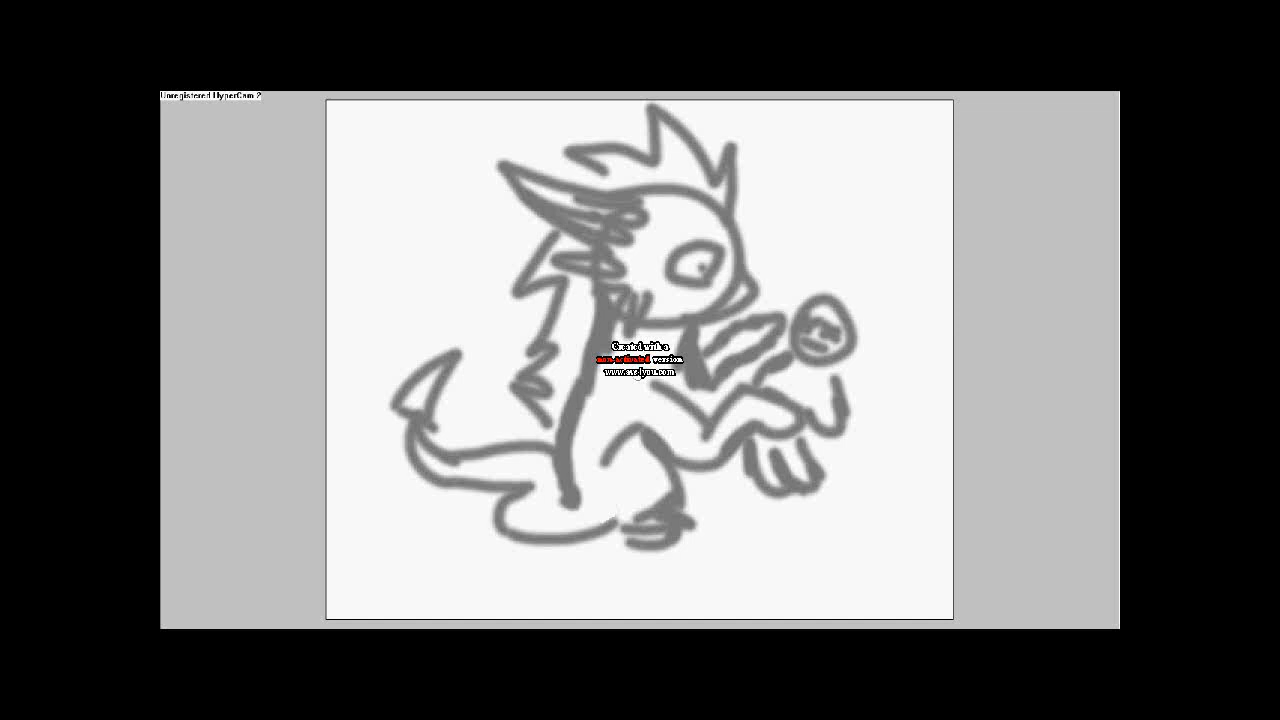 Unregistered HyperCam 2
Created with a
non-activated version
www.avs4you.com